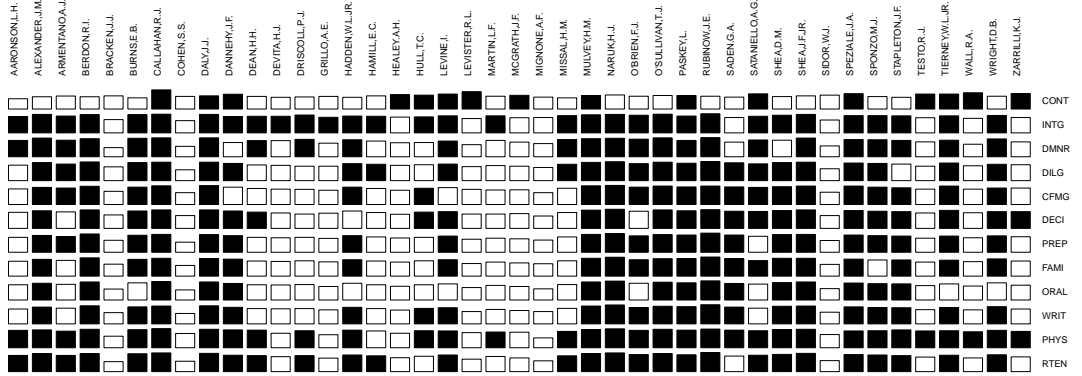 AARONSON,L.H.
ALEXANDER,J.M.
ARMENTANO,A.J.
BERDON,R.I.
BRACKEN,J.J.
BURNS,E.B.
CALLAHAN,R.J.
COHEN,S.S.
DALY,J.J.
DANNEHY,J.F.
DEAN,H.H.
DEVITA,H.J.
DRISCOLL,P.J.
GRILLO,A.E.
HADDEN,W.L.JR.
HAMILL,E.C.
HEALEY,A.H.
HULL,T.C.
LEVINE,I.
LEVISTER,R.L.
MARTIN,L.F.
MCGRATH,J.F.
MIGNONE,A.F.
MISSAL,H.M.
MULVEY,H.M.
NARUK,H.J.
O'BRIEN,F.J.
O'SULLIVAN,T.J.
PASKEY,L.
RUBINOW,J.E.
SADEN,G.A.
SATANIELLO,A.G.
SHEA,D.M.
SHEA,J.F.JR.
SIDOR,W.J.
SPEZIALE,J.A.
SPONZO,M.J.
STAPLETON,J.F.
TESTO,R.J.
TIERNEY,W.L.JR.
WALL,R.A.
WRIGHT,D.B.
ZARRILLI,K.J.
CONT
INTG
DMNR
DILG
CFMG
DECI
PREP
FAMI
ORAL
WRIT
PHYS
RTEN